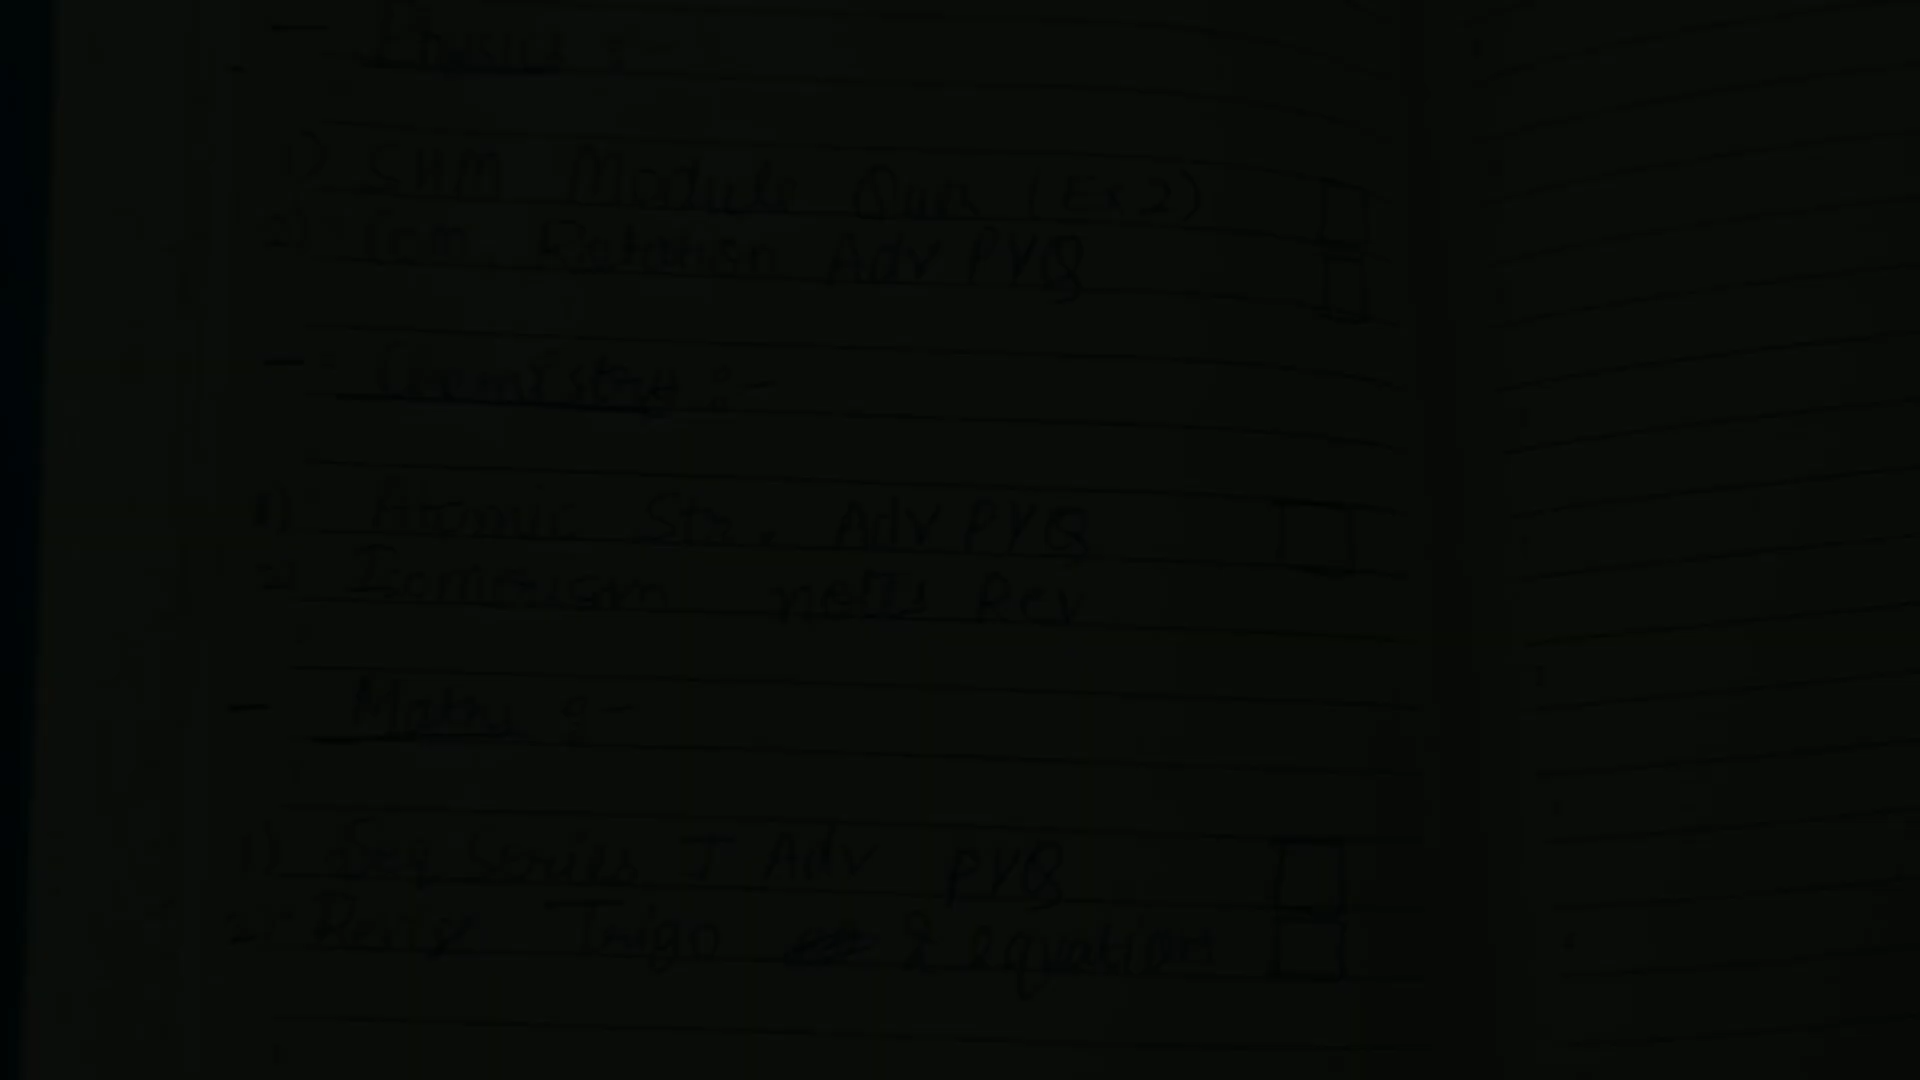 - Physics :-
1) SHM Module Ques (Ex 2)
2) Com, Rotation Adv PYQ
- Chemistry :-
1) Atomic Str. Adv PYQ
2) Isomerism notes Rev
- Maths :-
1) Seq Series J Adv PYQ
2) Revise Trigo & equation